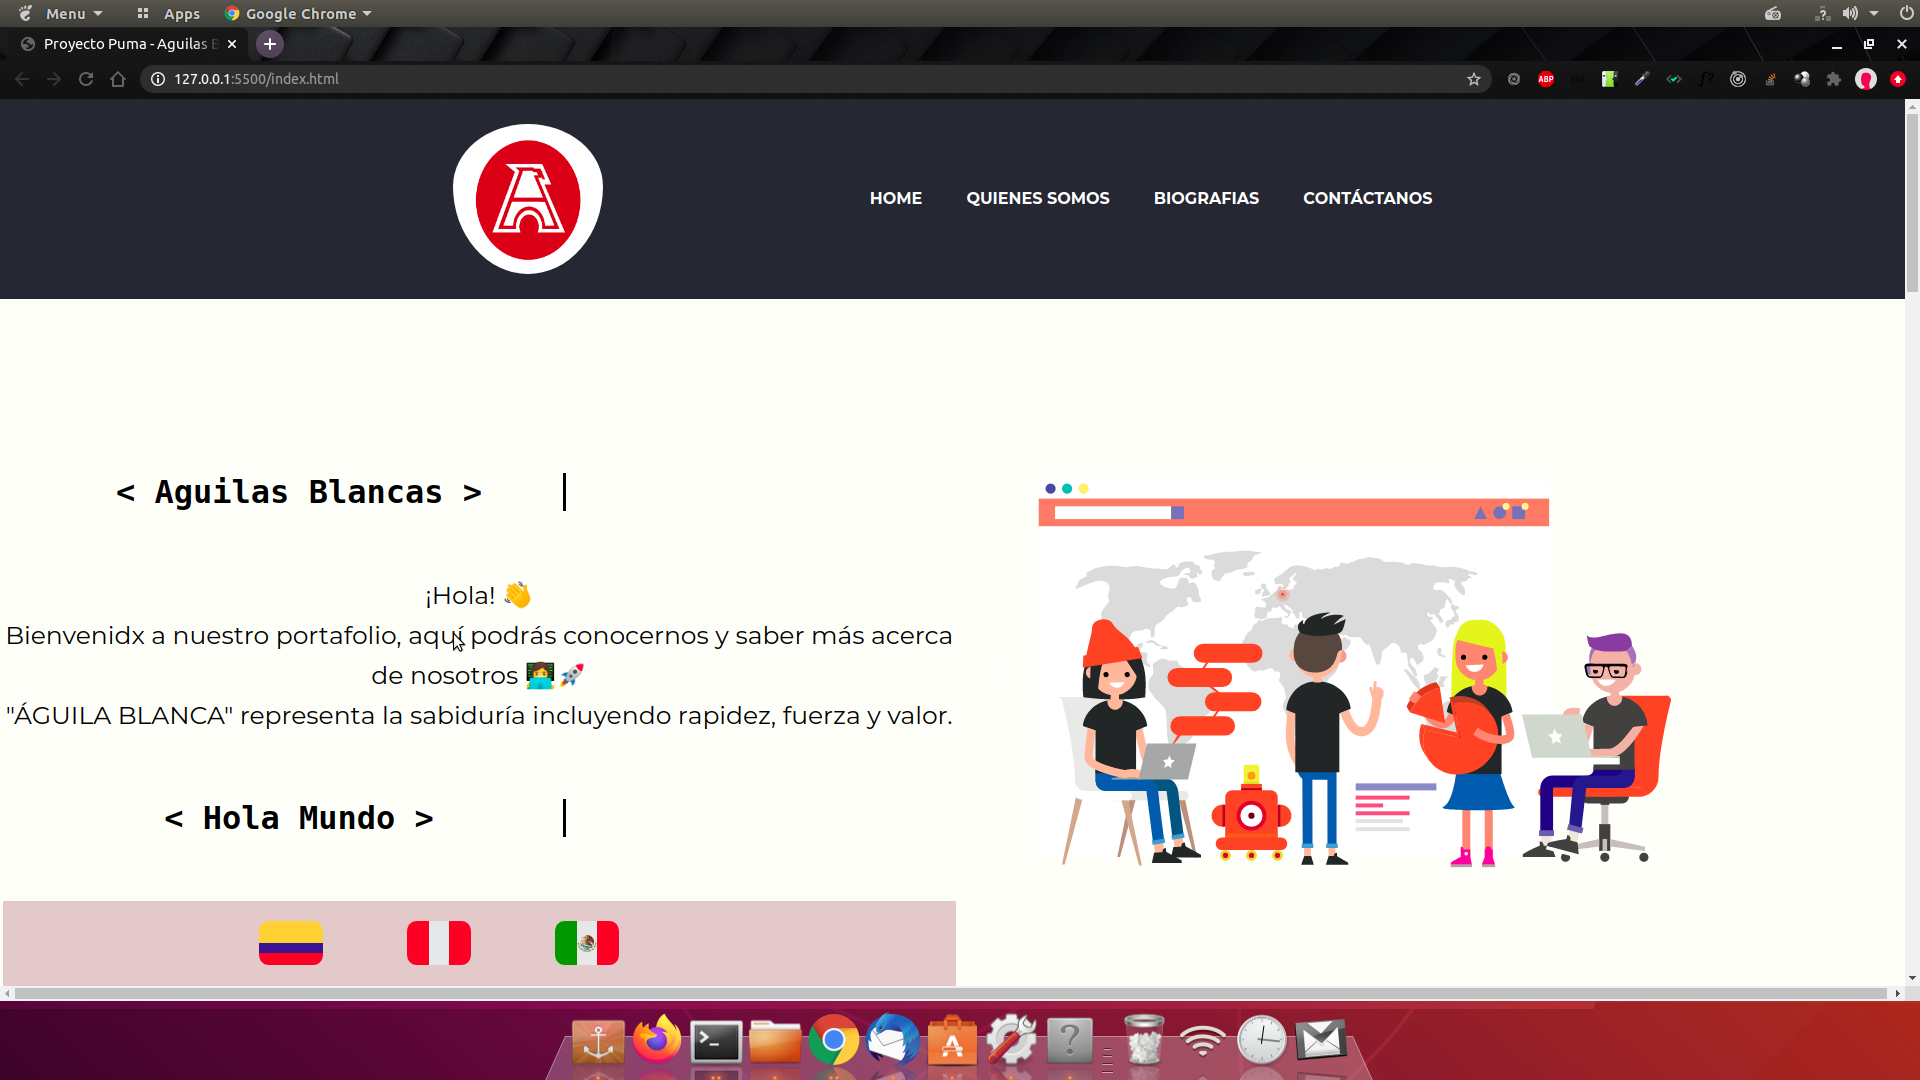 Menu Apps Google Chrome
Proyecto Puma - Aguilas B
127.0.0.1:5500/index.html
ABP
A
HOME QUIENES SOMOS BIOGRAFIAS CONTÁCTANOS
< Aguilas Blancas >
¡Hola! 👋
Bienvenidx a nuestro portafolio, aquí podrás conocernos y saber más acerca
de nosotros 👩‍💻🚀
"ÁGUILA BLANCA" representa la sabiduría incluyendo rapidez, fuerza y valor.
< Hola Mundo >